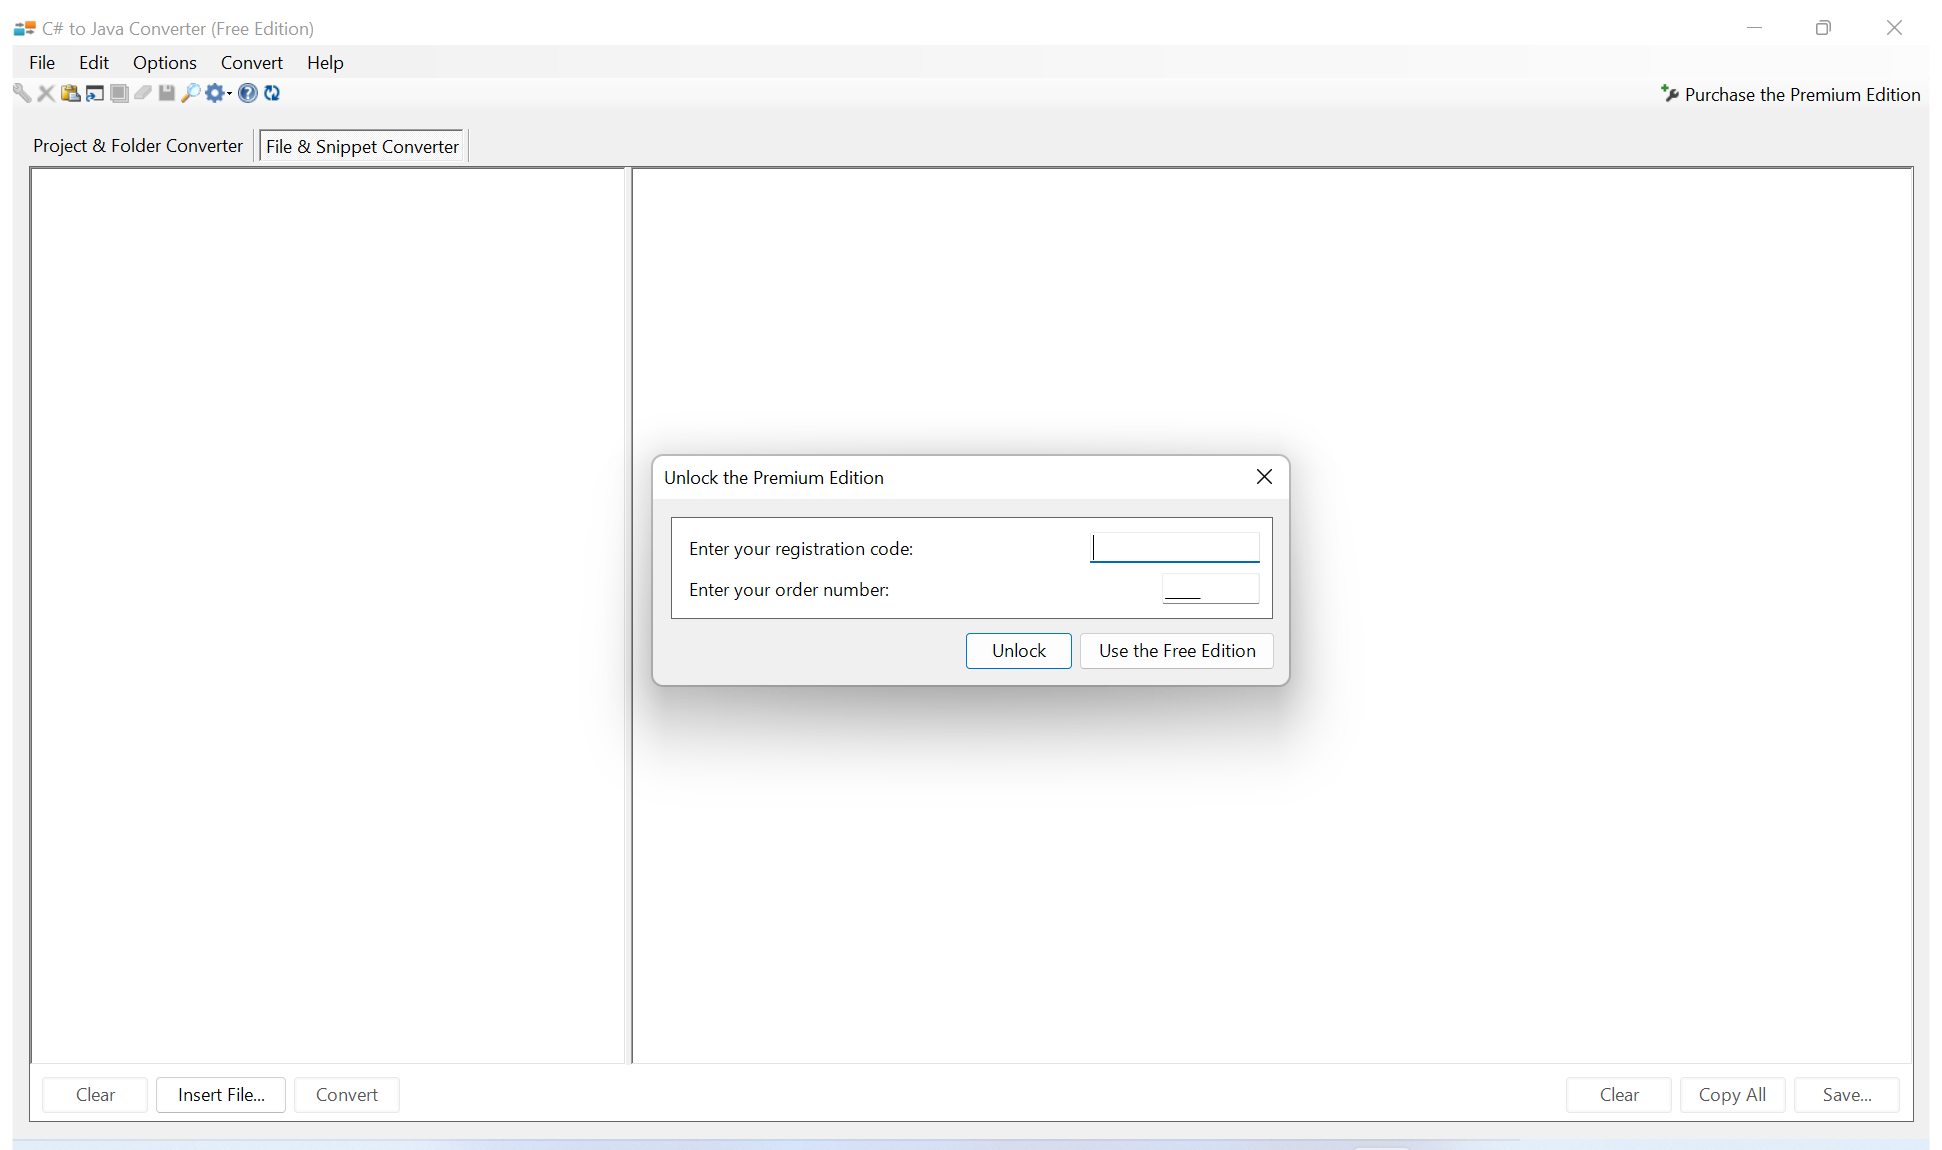 C# to Java Converter (Free Edition)
File Edit Options Convert Help
Purchase the Premium Edition
Project & Folder Converter File & Snippet Converter
Unlock the Premium Edition
Enter your registration code:
Enter your order number:
Unlock Use the Free Edition
Clear Insert File... Convert Clear Copy All Save...